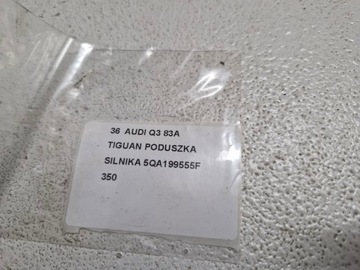 36 AUDI Q3 83A
TIGUAN PODUSZKA
SILNIKA 5QA199555F
350